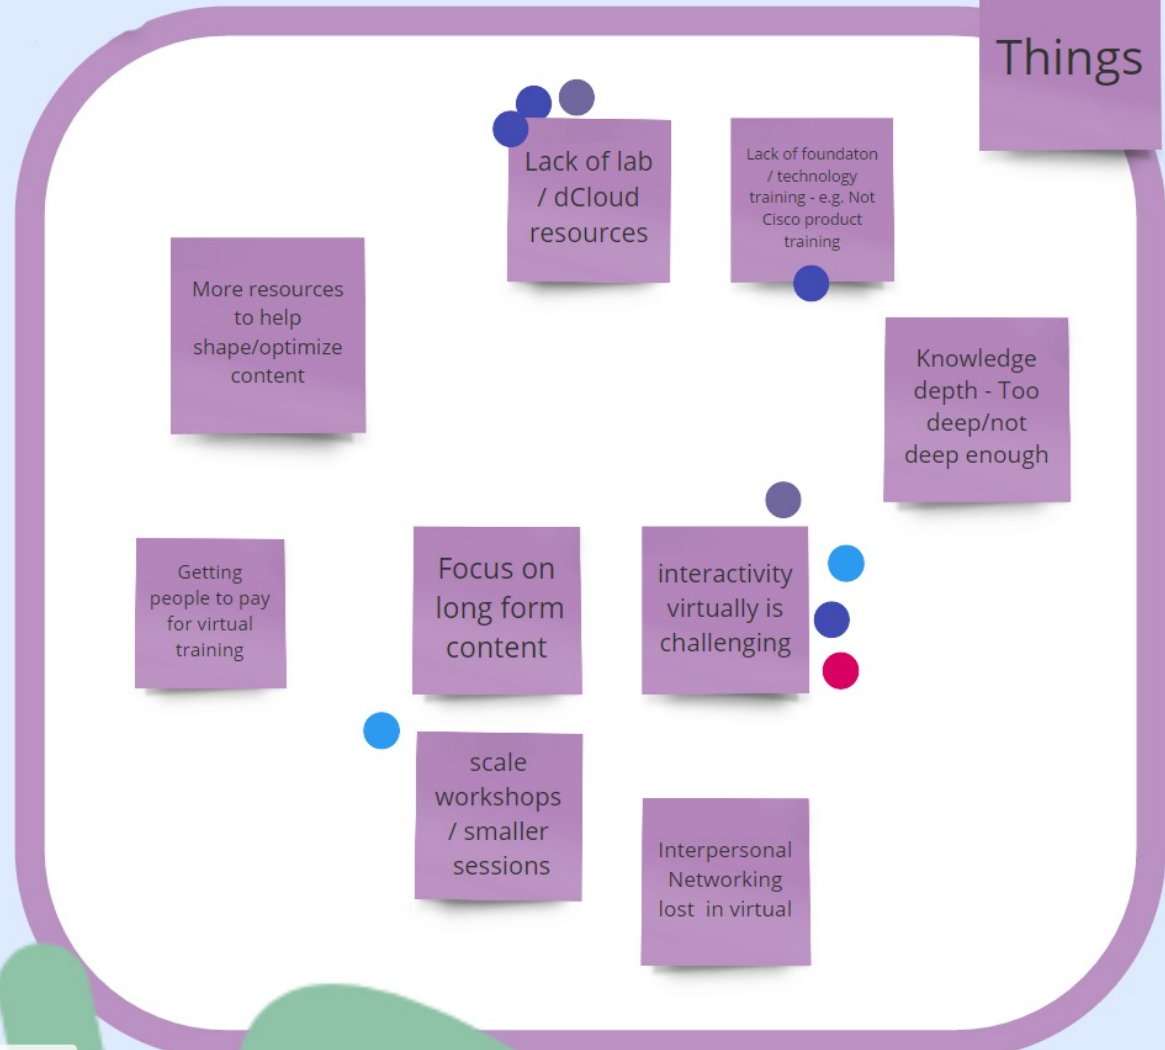 Things
Lack of lab
/ dCloud
resources
Lack of foundaton
/ technology
training - e.g. Not
Cisco product
training
More resources
to help
shape/optimize
content
Knowledge
depth - Too
deep/not
deep enough
Getting
people to pay
for virtual
training
Focus on
long form
content
interactivity
virtually is
challenging
scale
workshops
/ smaller
sessions
Interpersonal
Networking
lost in virtual